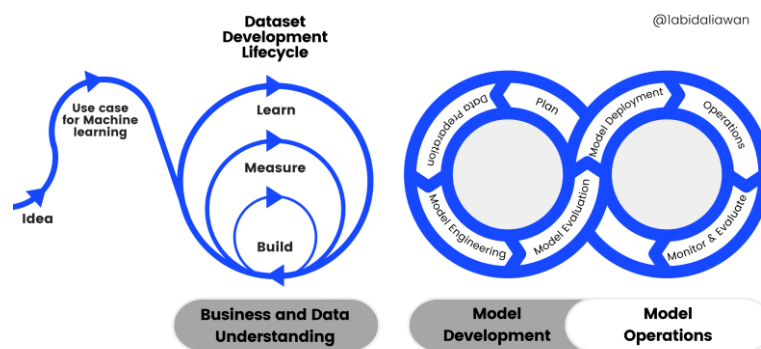 Dataset
Development
Lifecycle
@1abidaliawan
Learn
Use case
for Machine
learning
Measure
Idea
Build
Data Preparation
Plan
Model Deployment
Operations
Model Engineering
Model Evaluation
Monitor & Evaluate
Business and Data
Understanding
Model
Development
Model
Operations